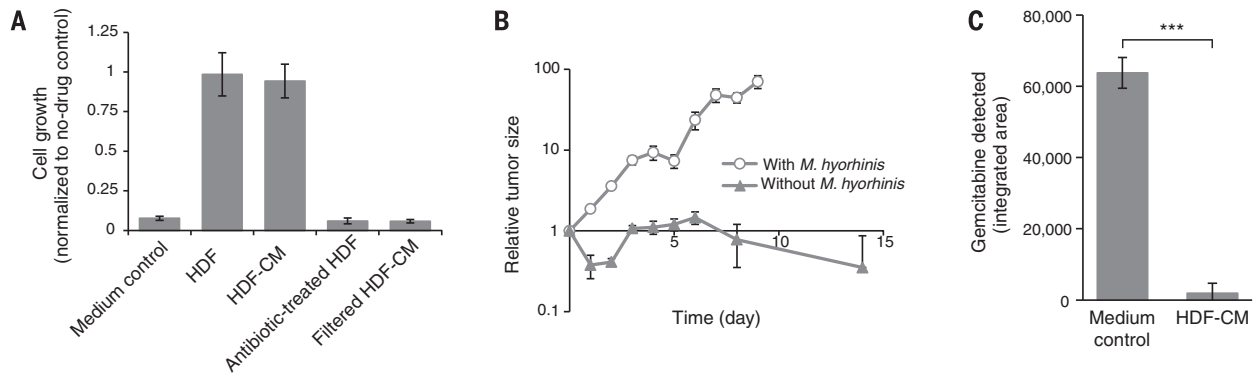 A
Cell growth
(normalized to no-drug control)
1.25
1
0.75
0.5
0.25
0
Medium control
HDF
HDF-CM
Antibiotic-treated HDF
Filtered HDF-CM
B
Relative tumor size
100
10
1
0.1
5
10
15
Time (day)
With M. hyorhinis
Without M. hyorhinis
C
Gemcitabine detected
(integrated area)
80,000
60,000
40,000
20,000
0
***
Medium
control
HDF-CM